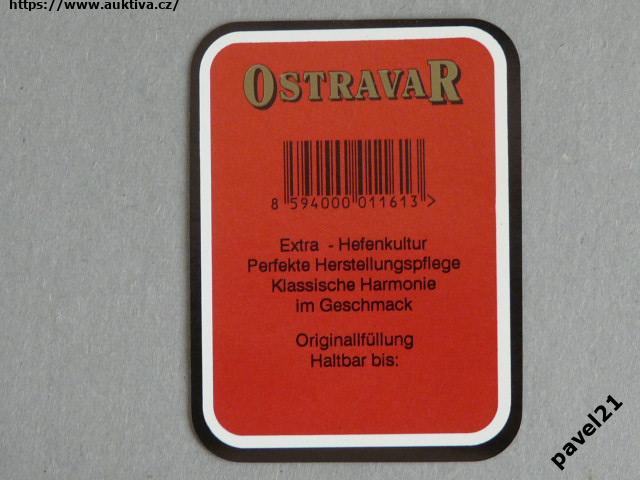 https://www.auktiva.cz/
OSTRAVAR
8 594000 011613 >
Extra - Hefenkultur
Perfekte Herstellungspflege
Klassische Harmonie
im Geschmack
Originallfüllung
Haltbar bis:
pavel21